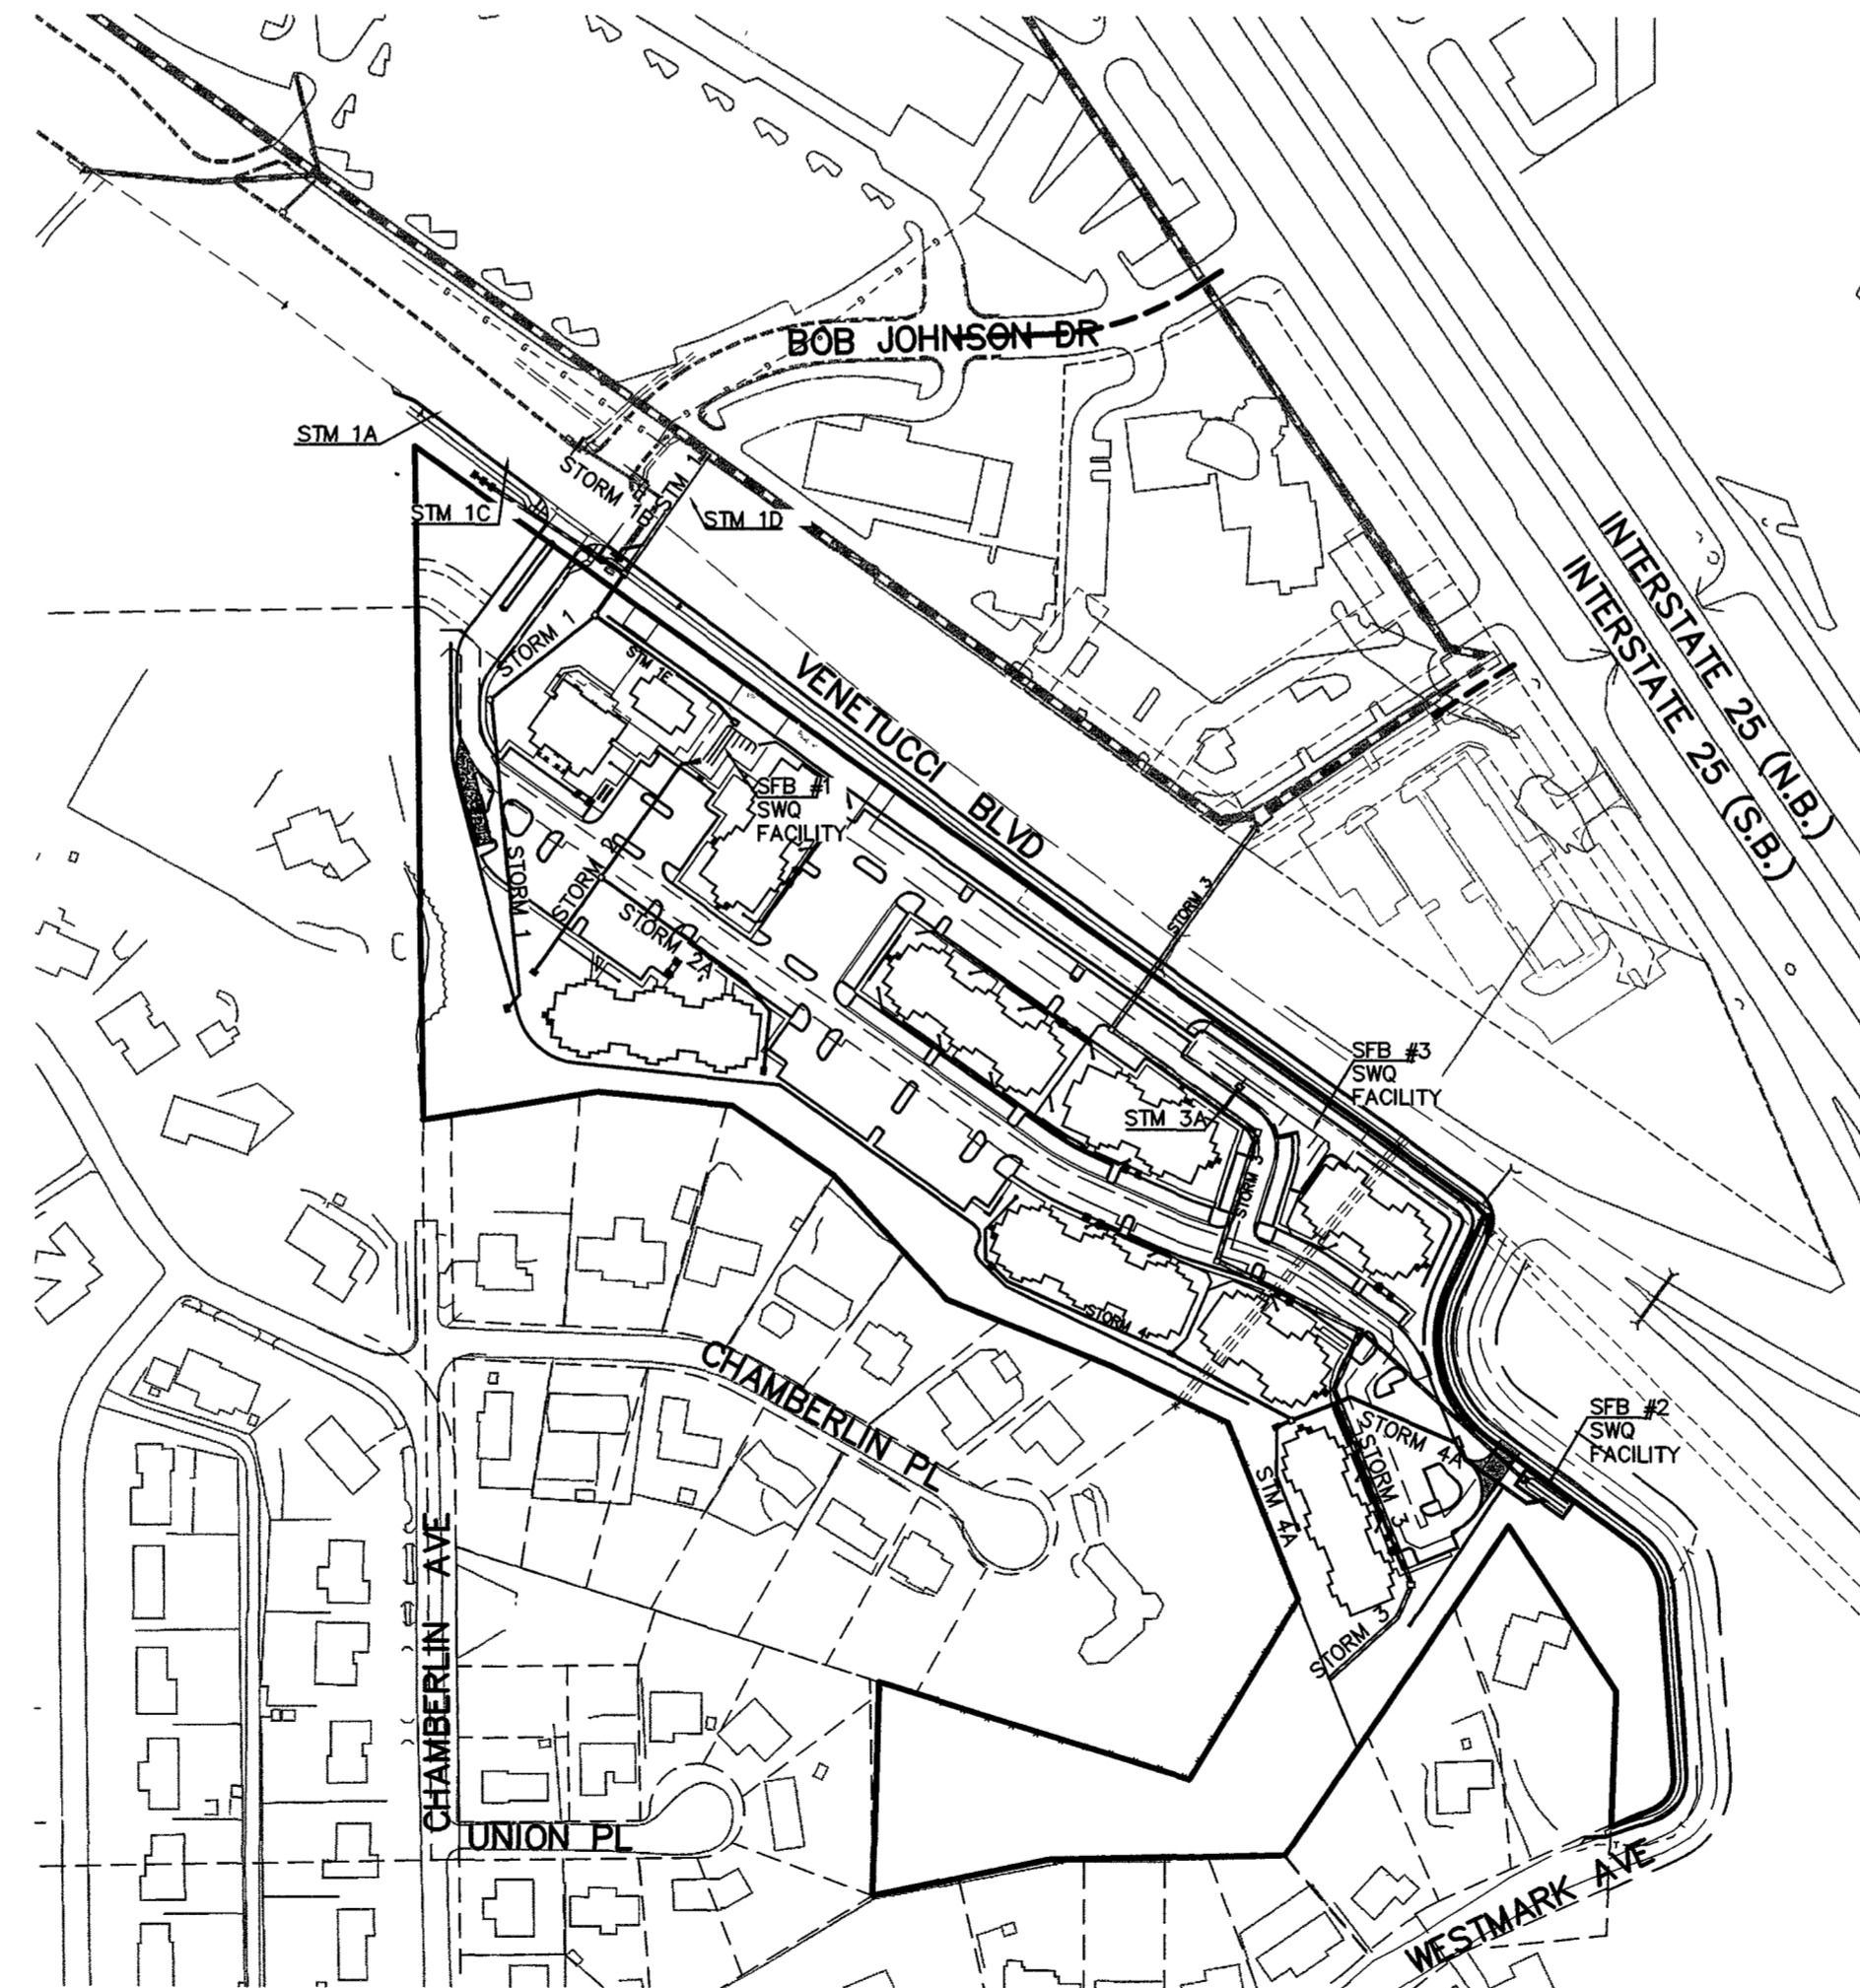 BOB JOHNSON DR
STM 1A
STORM 1B
STM 1
STM 1C
STM 1D
INTERSTATE 25 (N.B.)
INTERSTATE 25 (S.B.)
STORM 1
STM 1E
VENETUCCI BLVD
SFB #1
SWQ
FACILITY
STORM 2
STORM 1
STORM 2A
STORM 3
SFB #3
SWQ
FACILITY
STM 3A
STORM 3
STORM 4
CHAMBERLIN PL
SFB #2
SWQ
FACILITY
STORM 4A
STORM 3
STM 4A
STORM 3
CHAMBERLIN AVE
UNION PL
WESTMARK AVE